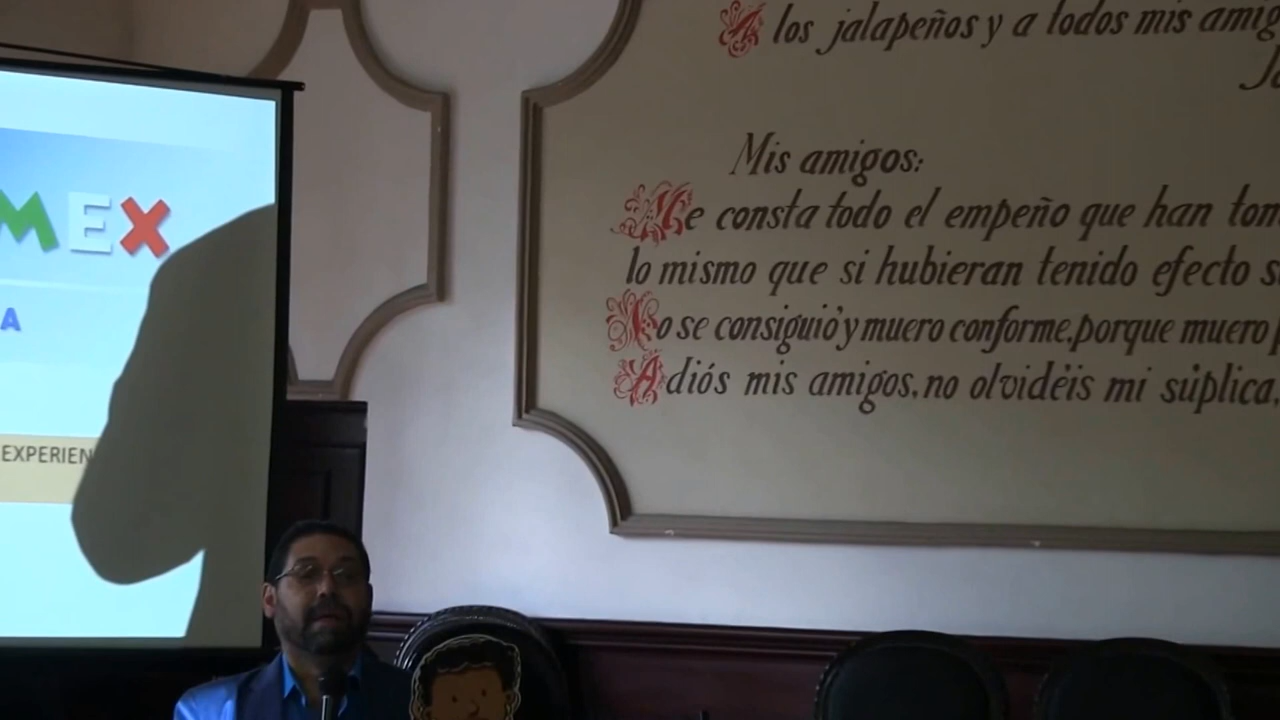 MEX
A
EXPERIEN
A los jalapeños y a todos mis amig
Mis amigos:
Me consta todo el empeño que han tom
lo mismo que si hubieran tenido efecto s
No se consiguió y muero conforme, porque muero p
Adiós mis amigos, no olvidéis mi súplica,